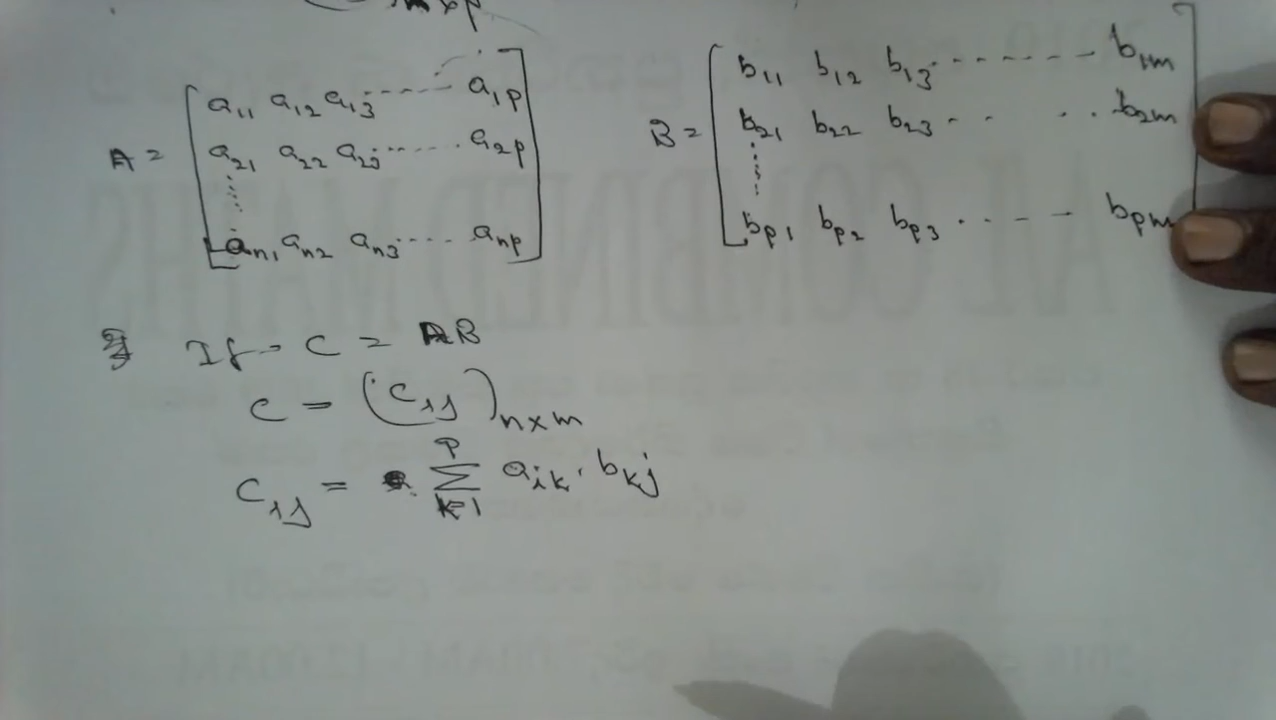 m x p
A = [ a11 a12 a13 ------ a1p
a21 a22 a23 ...... a2p
an1 an2 an3 ..... anp ]
B = [ b11 b12 b13 - - - - - - - b1m
b21 b22 b23 . . . . b2m
bp1 bp2 bp3 . . - - - bpm ]
If C = AB
C = (Cij)n×m
Cij = Σ p k=1 aik . bkj